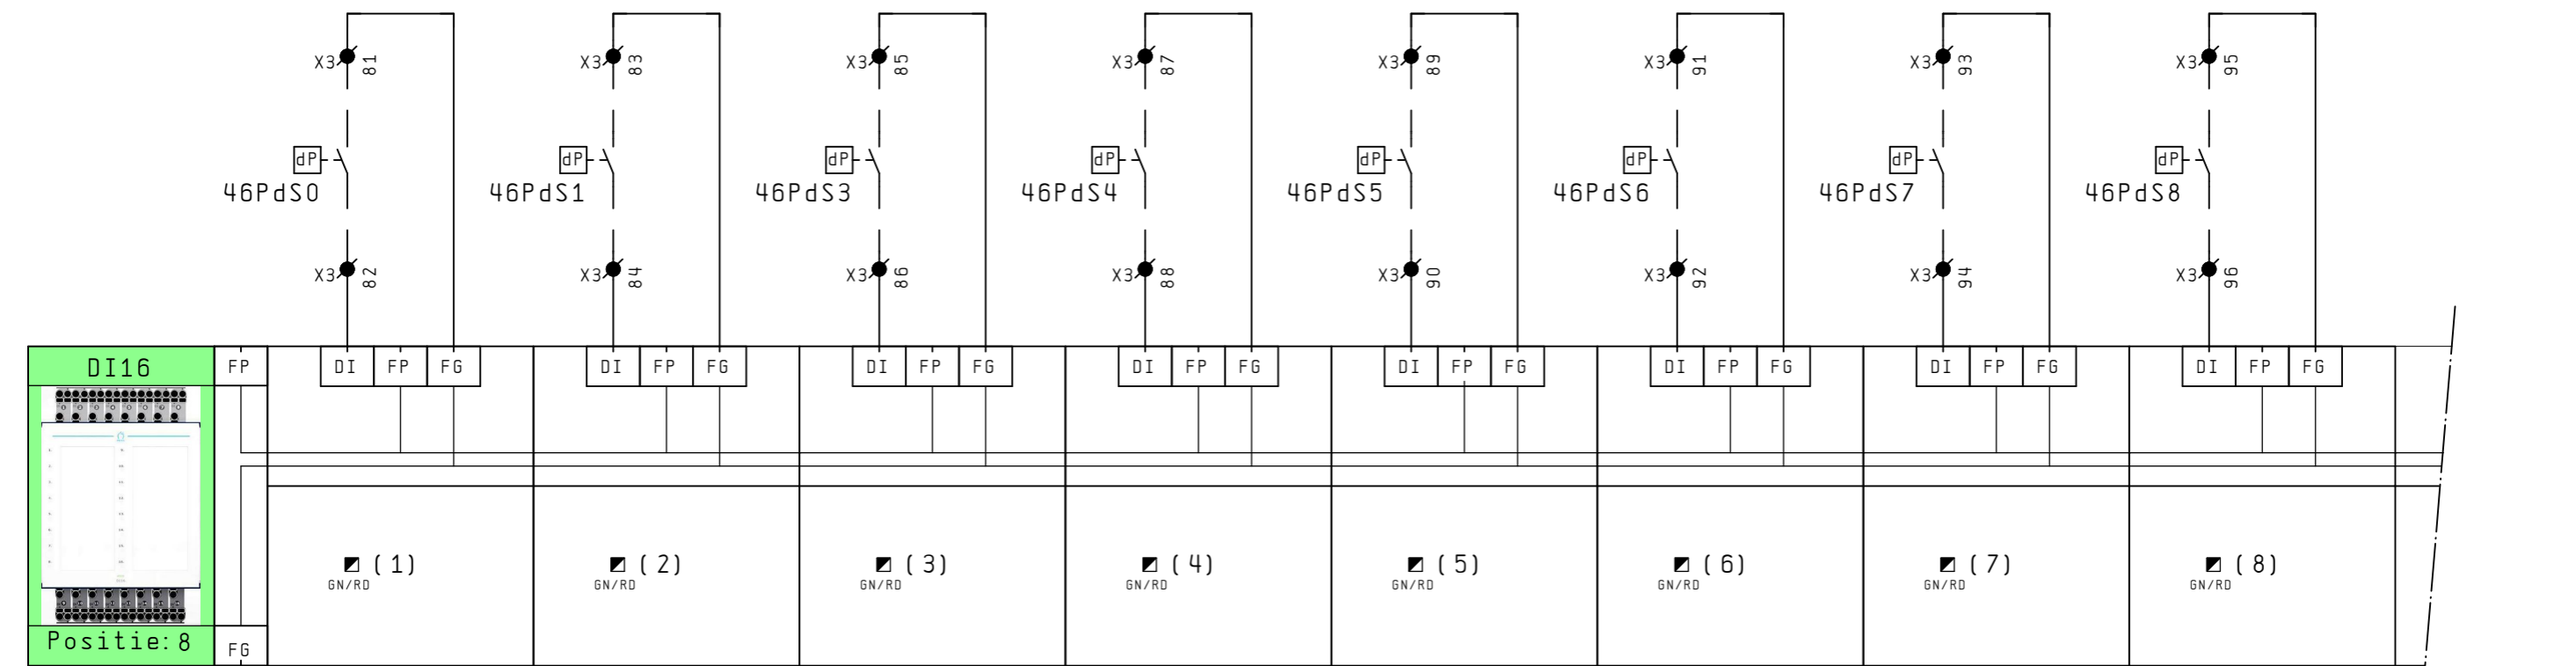 X3 81 X3 83 X3 85 X3 87 X3 89 X3 91 X3 93 X3 95
dP dP dP dP dP dP dP dP
46PdS0 46PdS1 46PdS3 46PdS4 46PdS5 46PdS6 46PdS7 46PdS8
X3 82 X3 84 X3 86 X3 88 X3 90 X3 92 X3 94 X3 96
DI16 FP DI FP FG DI FP FG DI FP FG DI FP FG DI FP FG DI FP FG DI FP FG DI FP FG
(1) (2) (3) (4) (5) (6) (7) (8)
GN/RD GN/RD GN/RD GN/RD GN/RD GN/RD GN/RD GN/RD
Positie: 8 FG